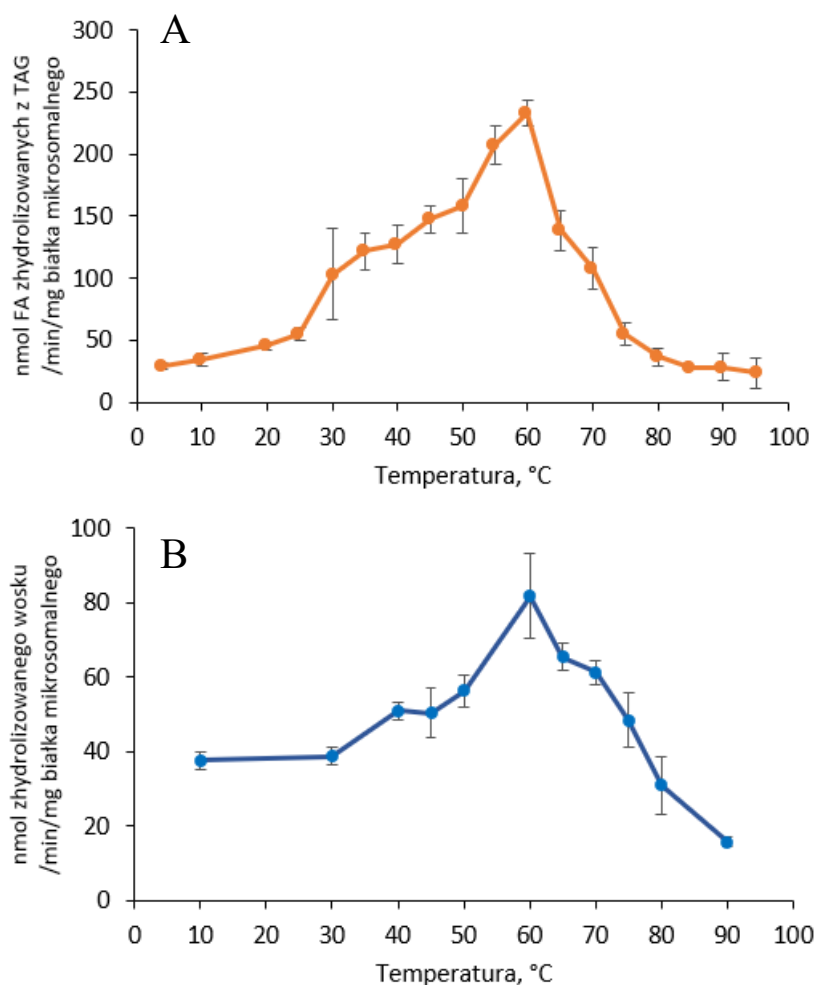 A
nmol FA zhydrolizowanych z TAG
/min/mg białka mikrosomalnego
300
250
200
150
100
50
0
0 10 20 30 40 50 60 70 80 90 100
Temperatura, °C
B
nmol zhydrolizowanego wosku
/min/mg białka mikrosomalnego
100
80
60
40
20
0
0 10 20 30 40 50 60 70 80 90 100
Temperatura, °C